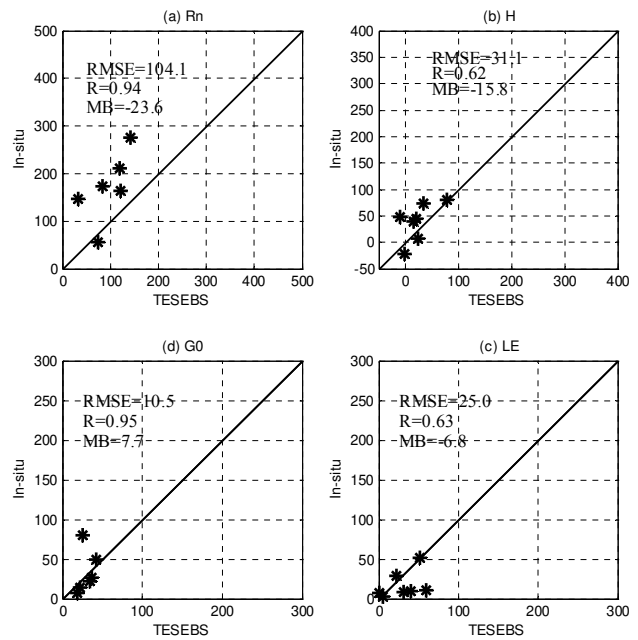 (a) Rn
500
400
300
200
100
0
In-situ
RMSE=104.1
R=0.94
MB=-23.6
0 100 200 300 400 500
TESEBS
(b) H
400
350
300
250
200
150
100
50
0
-50
In-situ
RMSE=31.1
R=0.62
MB=-15.8
0 100 200 300 400
TESEBS
(d) G0
300
250
200
150
100
50
0
In-situ
RMSE=10.5
R=0.95
MB=7.7
0 100 200 300
TESEBS
(c) LE
300
250
200
150
100
50
0
In-situ
RMSE=25.0
R=0.63
MB=-6.8
0 100 200 300
TESEBS